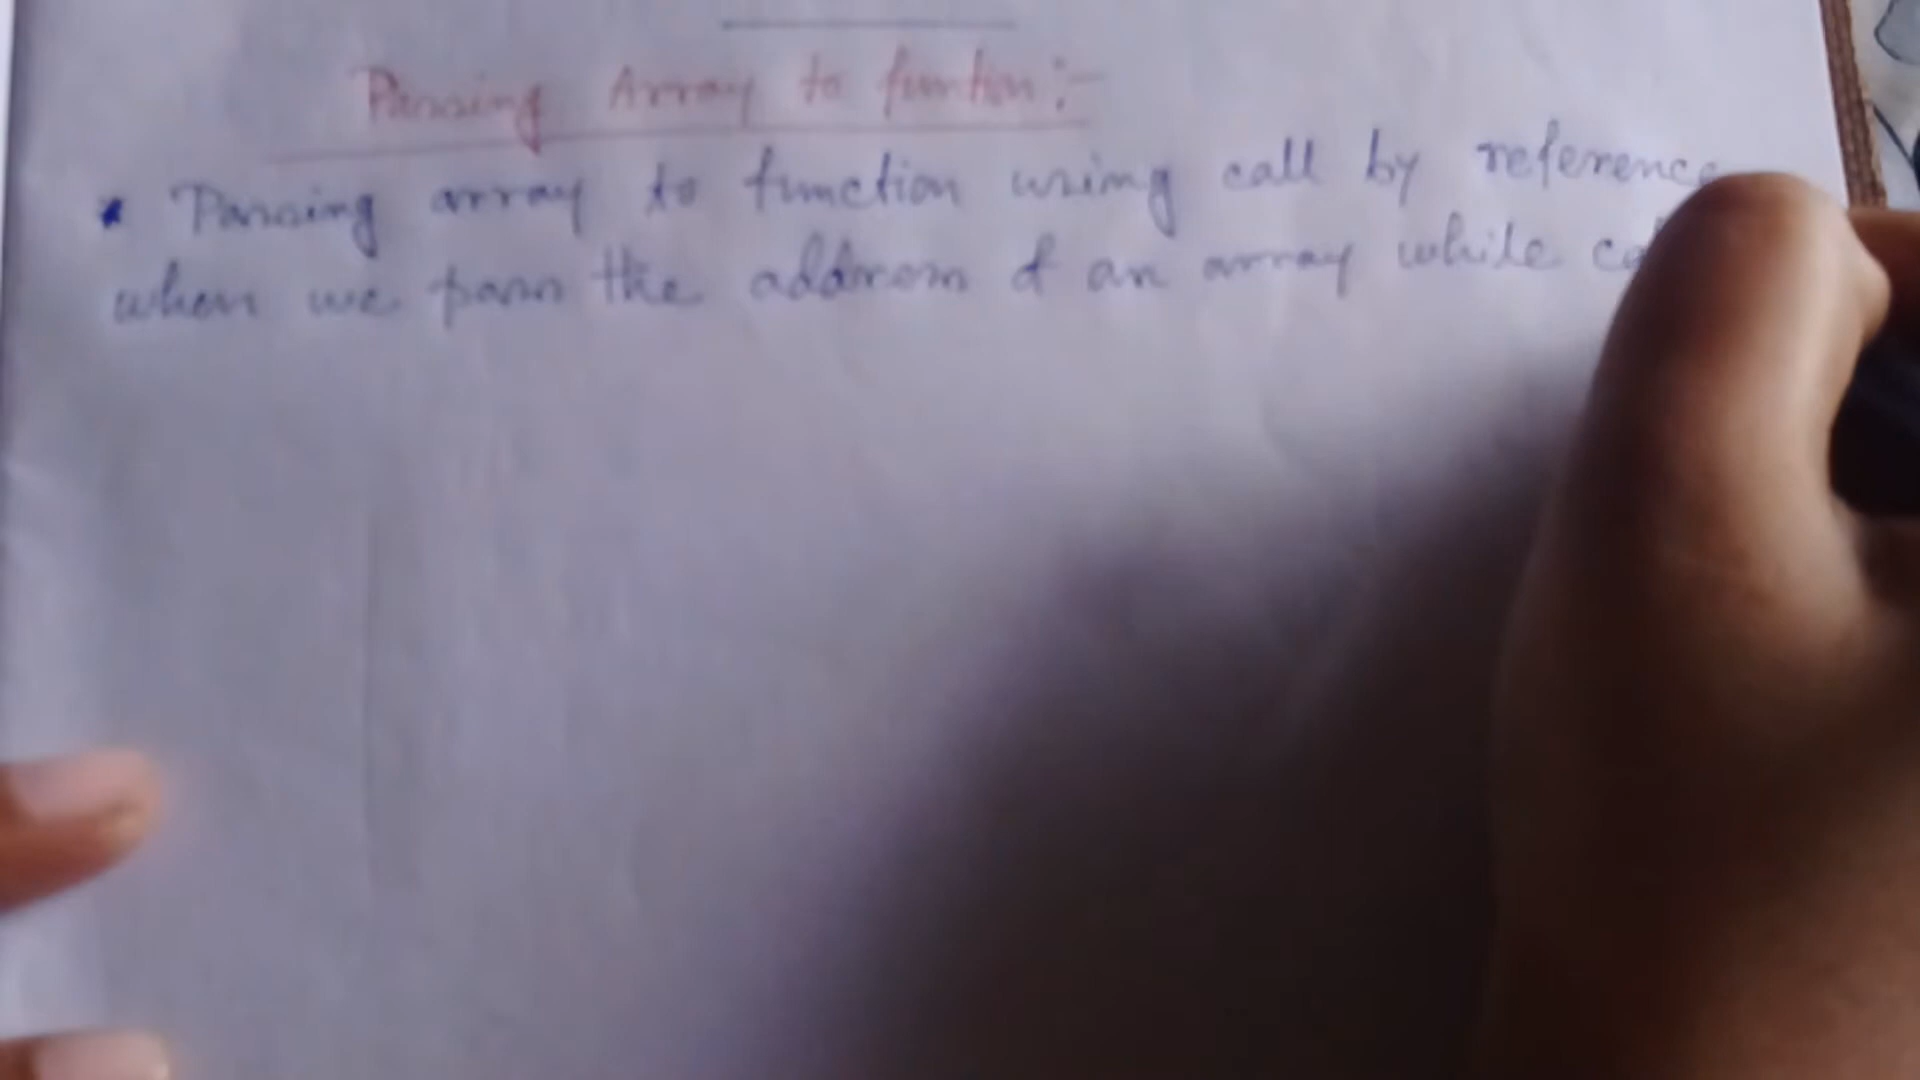 Passing Array to function:-
* Passing array to function using call by reference
when we pass the address of an array while